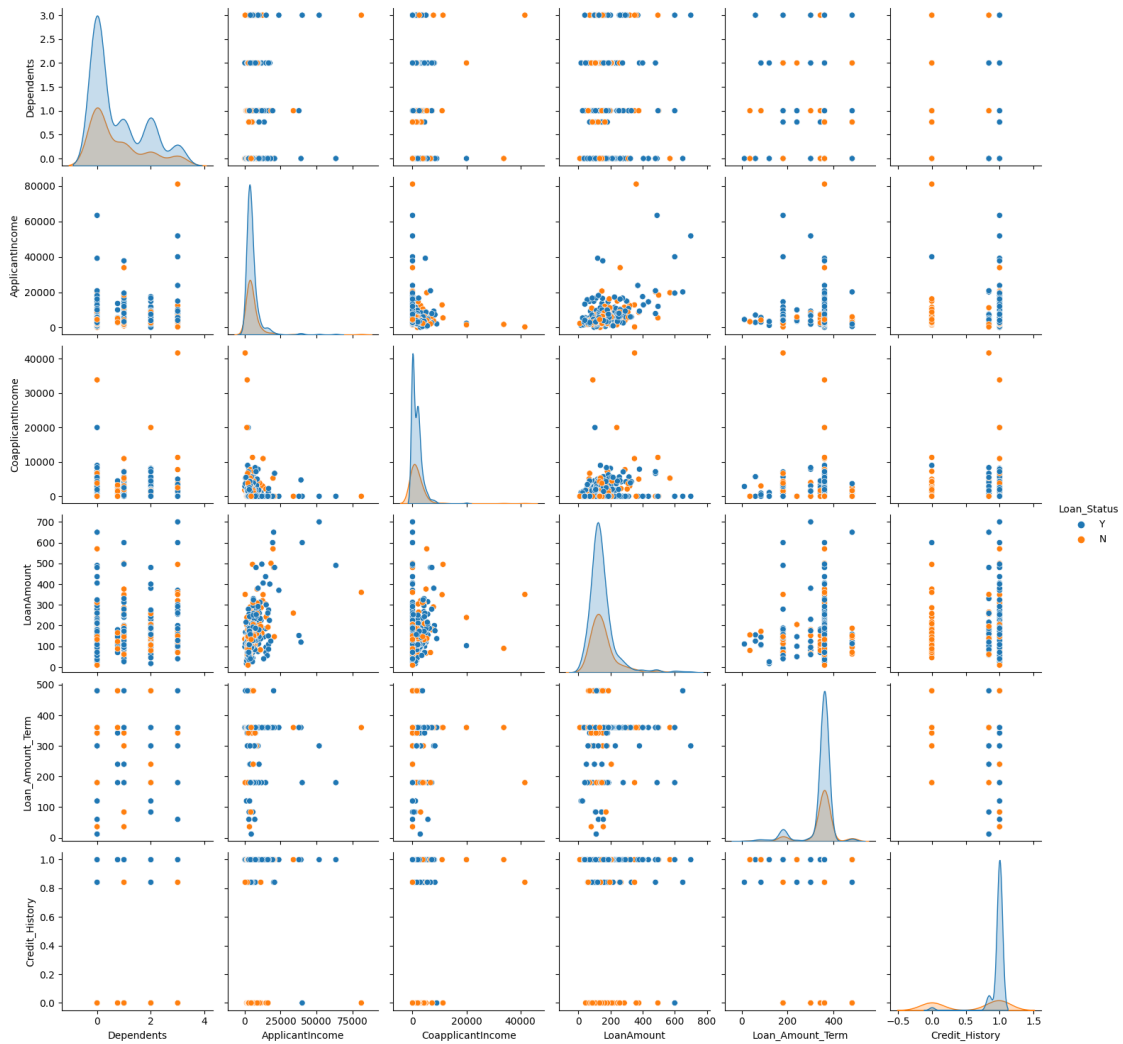 3.0
2.5
2.0
1.5
1.0
0.5
0.0
Dependents
80000
60000
40000
20000
0
ApplicantIncome
40000
30000
20000
10000
0
CoapplicantIncome
700
600
500
400
300
200
100
0
LoanAmount
Loan_Status
Y
N
500
400
300
200
100
0
Loan_Amount_Term
1.0
0.8
0.6
0.4
0.2
0.0
Credit_History
0 2 4
0 25000 50000 75000
0 20000 40000
0 200 400 600 800
0 200 400
-0.5 0.0 0.5 1.0 1.5
Dependents ApplicantIncome CoapplicantIncome LoanAmount Loan_Amount_Term Credit_History